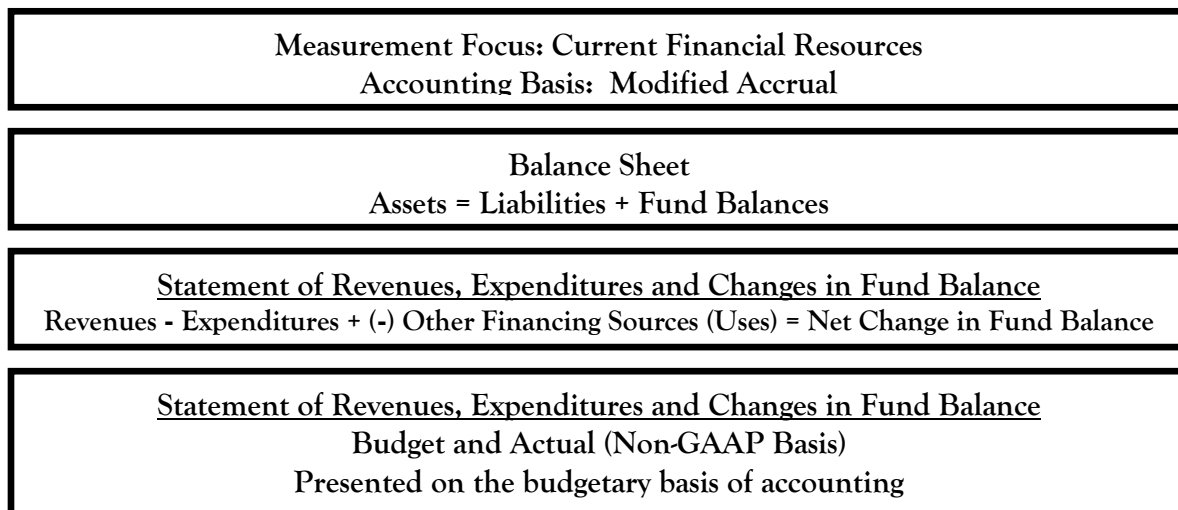 Measurement Focus: Current Financial Resources
Accounting Basis:  Modified Accrual
Balance Sheet
Assets = Liabilities + Fund Balances
Statement of Revenues, Expenditures and Changes in Fund Balance
Revenues - Expenditures + (-) Other Financing Sources (Uses) = Net Change in Fund Balance
Statement of Revenues, Expenditures and Changes in Fund Balance
Budget and Actual (Non-GAAP Basis)
Presented on the budgetary basis of accounting